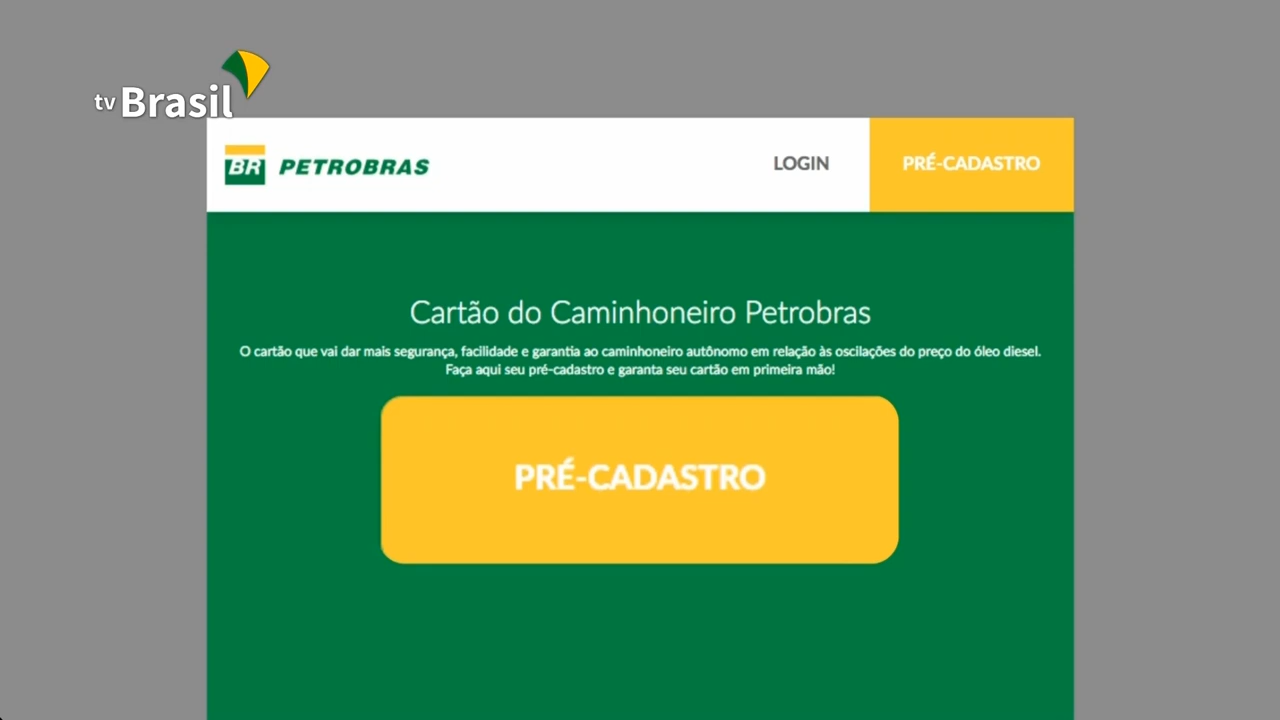 tv Brasil
BR PETROBRAS
LOGIN
PRÉ-CADASTRO
Cartão do Caminhoneiro Petrobras
O cartão que vai dar mais segurança, facilidade e garantia ao caminhoneiro autônomo em relação às oscilações do preço do óleo diesel.
Faça aqui seu pré-cadastro e garanta seu cartão em primeira mão!
PRÉ-CADASTRO